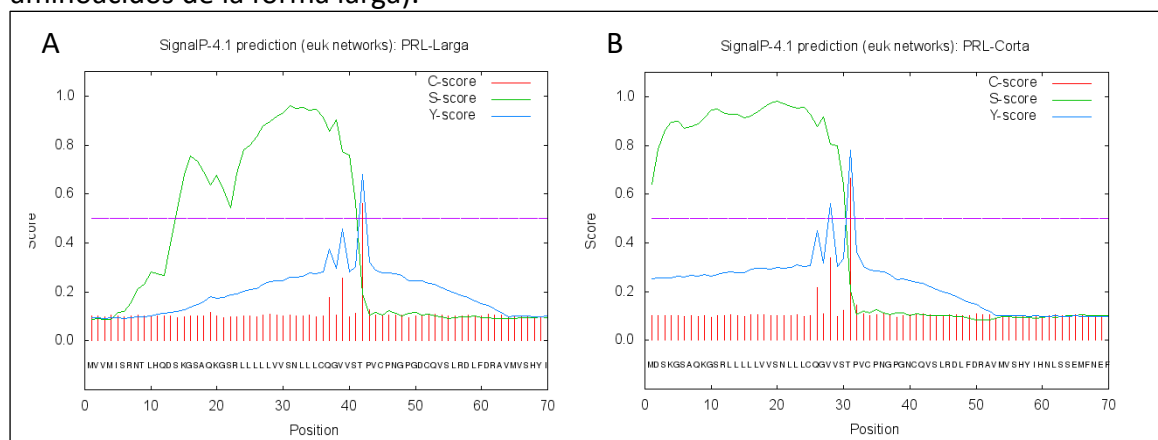 aminoácidos de la forma larga).
A
SignalP-4.1 prediction (euk networks): PRL-Larga
C-score
S-score
Y-score
1.0
0.8
0.6
0.4
0.2
0.0
Score
MVVMISRNTLHQDSKGSAQKGSRLLLLLVVSNLLLCQGVVSTPVCPNGPGDCQVSLRDLFDRAVMVSHYI
0 10 20 30 40 50 60 70
Position
B
SignalP-4.1 prediction (euk networks): PRL-Corta
C-score
S-score
Y-score
1.0
0.8
0.6
0.4
0.2
0.0
Score
MDSKGSAQKGSRLLLLLVVSNLLLCQGVVSTPVCPNGPGNCQVSLRDLFDRAVMVSHYIHNLSSEMFNEF
0 10 20 30 40 50 60 70
Position